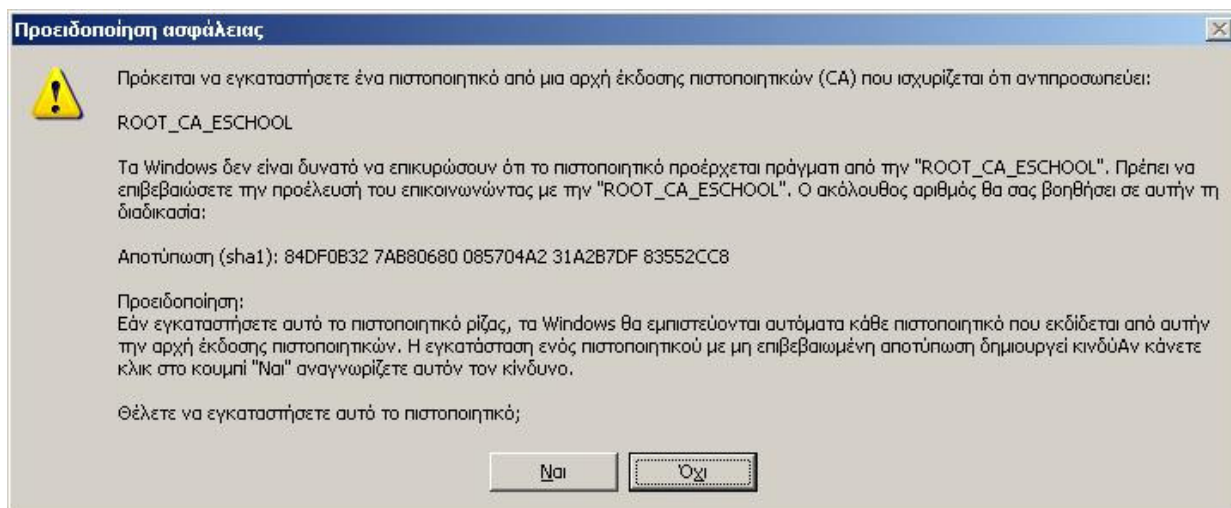 Προειδοποίηση ασφάλειας
Πρόκειται να εγκαταστήσετε ένα πιστοποιητικό από μια αρχή έκδοσης πιστοποιητικών (CA) που ισχυρίζεται ότι αντιπροσωπεύει:
ROOT_CA_ESCHOOL
Τα Windows δεν είναι δυνατό να επικυρώσουν ότι το πιστοποιητικό προέρχεται πράγματι από την "ROOT_CA_ESCHOOL". Πρέπει να
επιβεβαιώσετε την προέλευσή του επικοινωνώντας με την "ROOT_CA_ESCHOOL". Ο ακόλουθος αριθμός θα σας βοηθήσει σε αυτήν τη
διαδικασία:
Αποτύπωση (sha1): 84DF0B32 7AB80680 085704A2 31A2B7DF 83552CC8
Προειδοποίηση:
Εάν εγκαταστήσετε αυτό το πιστοποιητικό ρίζας, τα Windows θα εμπιστεύονται αυτόματα κάθε πιστοποιητικό που εκδίδεται από αυτήν
την αρχή έκδοσης πιστοποιητικών. Η εγκατάσταση ενός πιστοποιητικού με μη επιβεβαιωμένη αποτύπωση δημιουργεί κινδύΑν κάνετε
κλικ στο κουμπί "Ναι" αναγνωρίζετε αυτόν τον κίνδυνο.
Θέλετε να εγκαταστήσετε αυτό το πιστοποιητικό;
Ναι Όχι